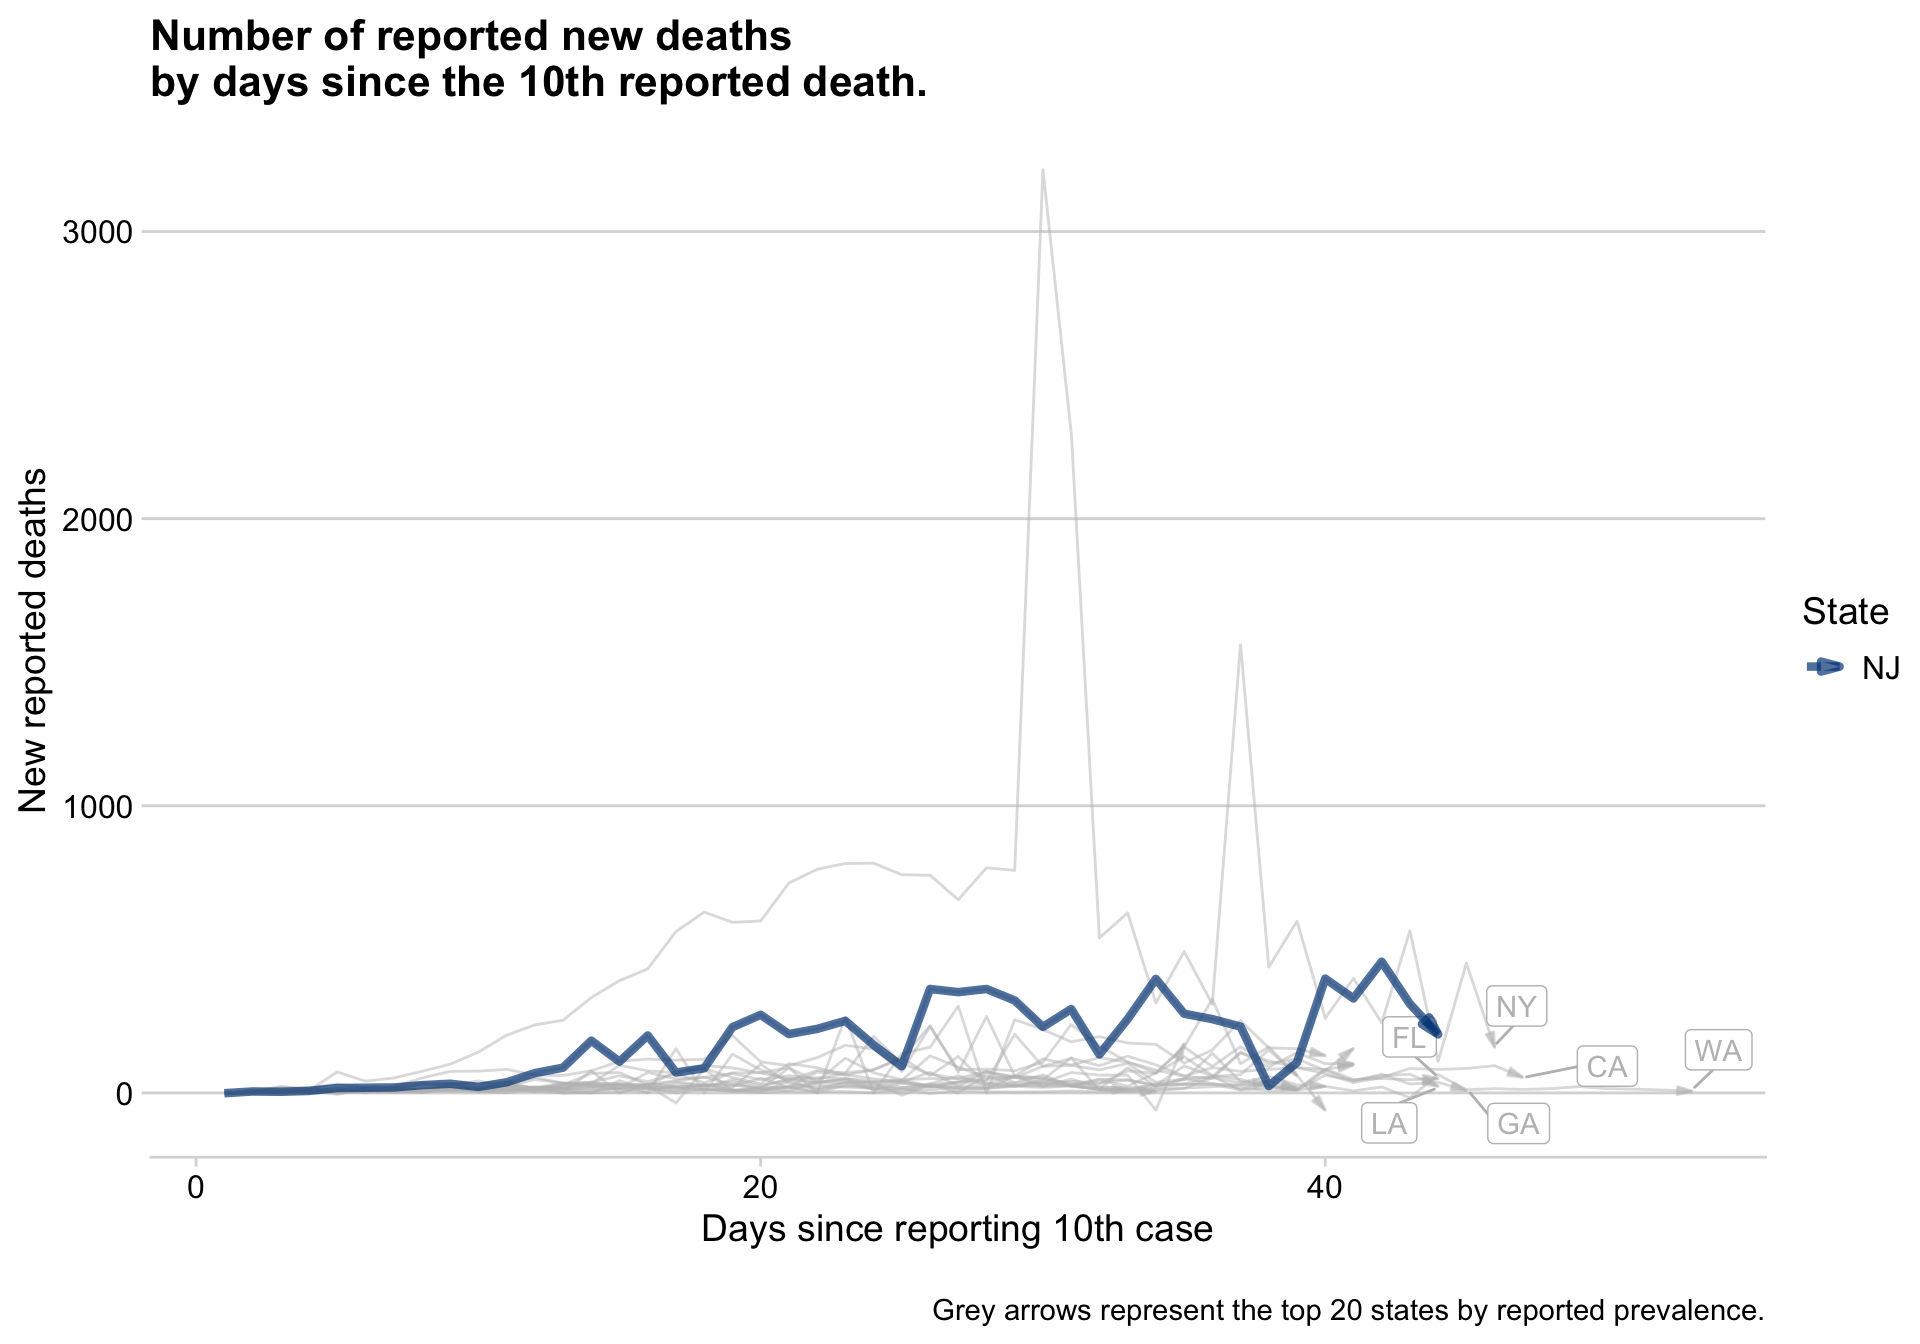 Number of reported new deaths
by days since the 10th reported death.
New reported deaths
3000
2000
1000
0
0
20
40
Days since reporting 10th case
NY
FL
WA
CA
LA
GA
State
NJ
Grey arrows represent the top 20 states by reported prevalence.